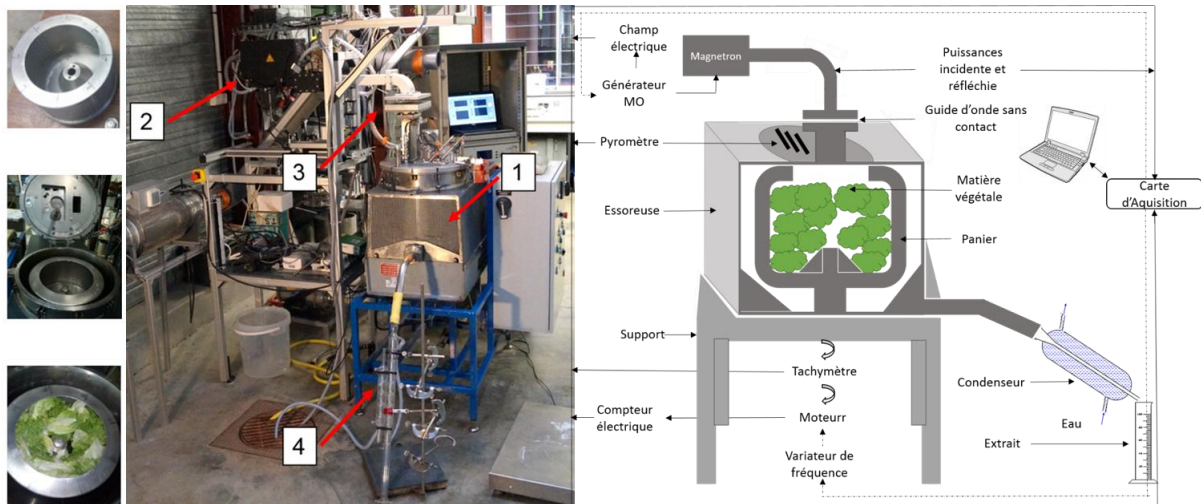 2
3
1
4
Champ
électrique
Magnetron
Puissances
incidente et
réfléchie
Générateur
MO
Guide d'onde sans
contact
Pyromètre
Matière
végétale
Carte
d'Aquisition
Essoreuse
Panier
Support
Tachymètre
Condenseur
Compteur
électrique
Moteurr
Eau
Extrait
Variateur de
fréquence